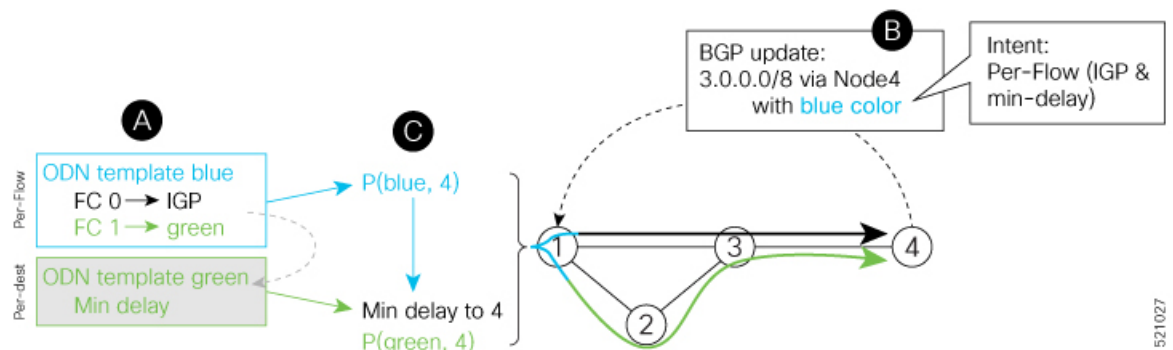 A
Per-Flow
ODN template blue
FC 0→IGP
FC 1→green
Per-dest
ODN template green
Min delay
C
P(blue, 4)
Min delay to 4
P(green, 4)
B
BGP update:
3.0.0.0/8 via Node4
with blue color
Intent:
Per-Flow (IGP &
min-delay)
1
3
4
2
521027